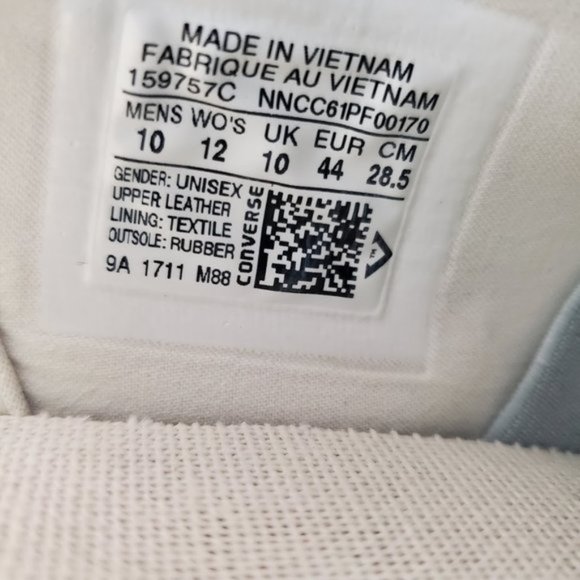 MADE IN VIETNAM
FABRIQUE AU VIETNAM
159757C NNCC61PF00170
MENS WO'S UK EUR CM
10 12 10 44 28.5
GENDER: UNISEX
UPPER: LEATHER
LINING: TEXTILE
OUTSOLE: RUBBER
9A 1711 M88
CONVERSE